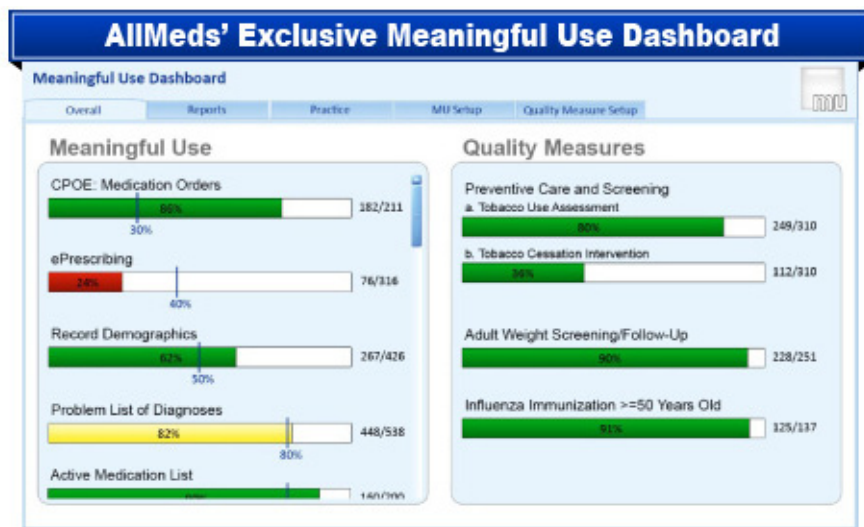 AllMeds' Exclusive Meaningful Use Dashboard
Meaningful Use Dashboard
mu
Overall Reports Practice MU Setup Quality Measure Setup
Meaningful Use
CPOE: Medication Orders
86% 182/211
30%
ePrescribing
24% 76/316
40%
Record Demographics
62% 267/426
50%
Problem List of Diagnoses
82% 448/538
80%
Active Medication List
160/200
Quality Measures
Preventive Care and Screening
a. Tobacco Use Assessment
80% 249/310
b. Tobacco Cessation Intervention
36% 112/310
Adult Weight Screening/Follow-Up
90% 228/251
Influenza Immunization >=50 Years Old
91% 125/137